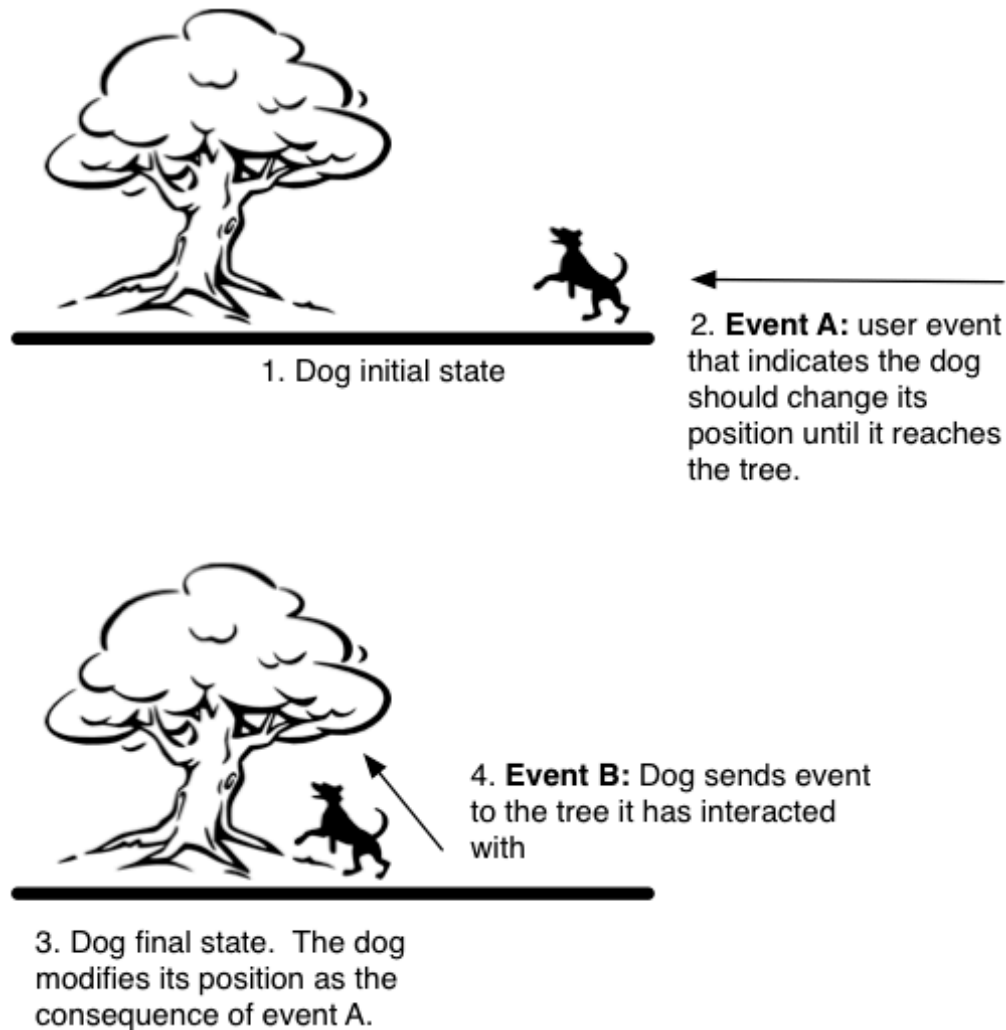 1. Dog initial state
2. Event A: user event
that indicates the dog
should change its
position until it reaches
the tree.
4. Event B: Dog sends event
to the tree it has interacted
with
3. Dog final state.  The dog
modifies its position as the
consequence of event A.